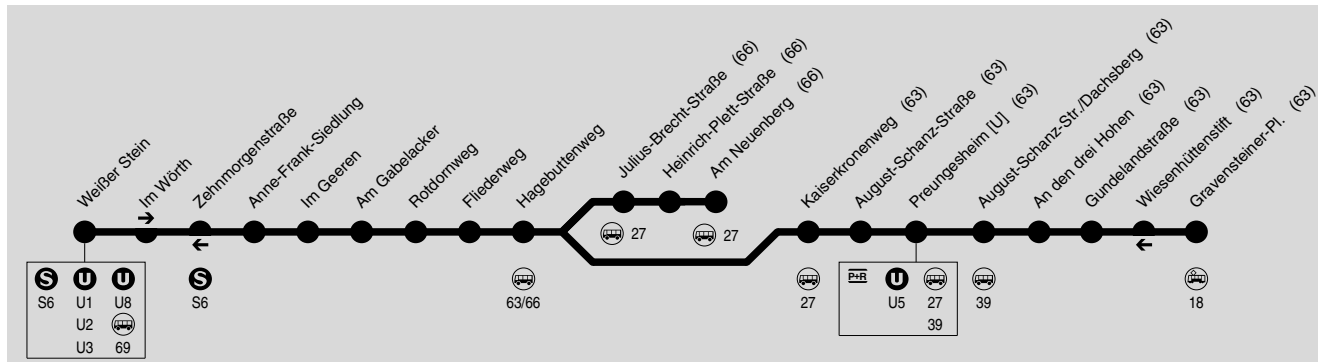 Weißer Stein
Im Wörth
Zehnmorgenstraße
Anne-Frank-Siedlung
Im Geeren
Am Gabelacker
Rotdornweg
Fliederweg
Hagebuttenweg
Julius-Brecht-Straße (66)
Heinrich-Plett-Straße (66)
Am Neuenberg (66)
Kaiserkronenweg (63)
August-Schanz-Straße (63)
Preungesheim [U] (63)
August-Schanz-Str./Dachsberg (63)
An den drei Hohen (63)
Gundelandstraße (63)
Wiesenhüttenstift (63)
Gravensteiner-Pl. (63)
27
27
S U U
S6 U1 U8
U2
U3 69
S
S6
63/66
27
P+R U
U5 27
39
39
18